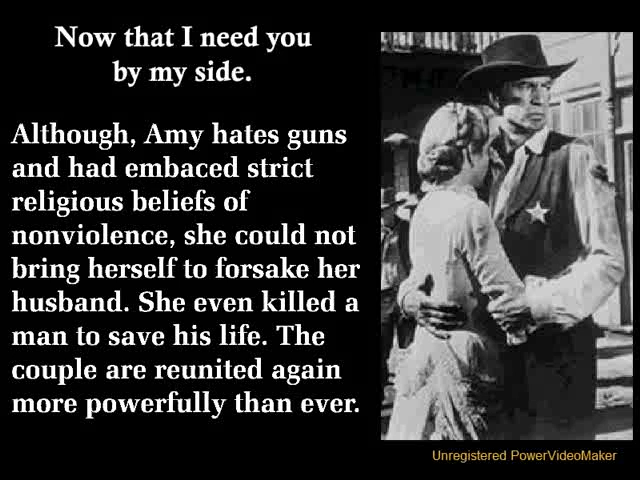 Now that I need you
by my side.
Although, Amy hates guns
and had embaced strict
religious beliefs of
nonviolence, she could not
bring herself to forsake her
husband. She even killed a
man to save his life. The
couple are reunited again
more powerfully than ever.
Unregistered PowerVideoMaker